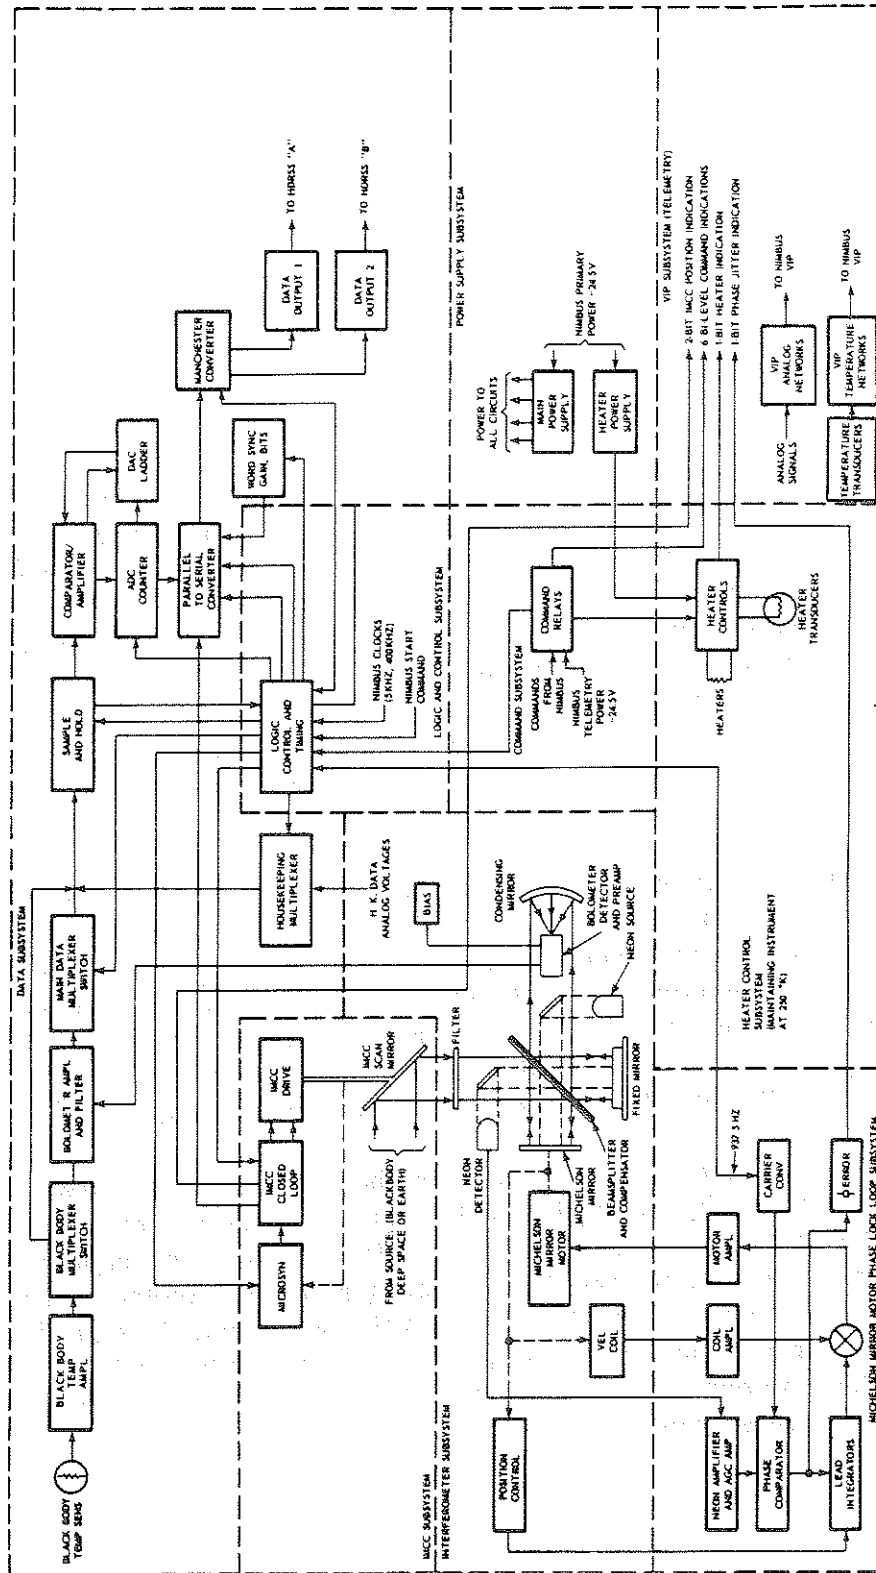 DATA SUBSYSTEM
BLACK BODY
TEMP SENS
BLACK BODY
TEMP
AMPL
BLACK BODY
MULTIPLEXER
SWITCH
BOLOMET R AMPL
AND FILTER
MAIN DATA
MULTIPLEXER
SWITCH
SAMPLE
AND HOLD
COMPARATOR/
AMPLIFIER
DAC
LADDER
ADC
COUNTER
PARALLEL
TO SERIAL
CONVERTER
MANCHESTER
CONVERTER
DATA
OUTPUT 1
TO HDRSS "A"
DATA
OUTPUT 2
TO HDRSS "B"
WORD SYNC
GAIN, BITS
HOUSEKEEPING
MULTIPLEXER
H K. DATA
ANALOG VOLTAGES
LOGIC
CONTROL AND
TIMING
NIMBUS CLOCKS
(5KHZ, 400KHZ)
NIMBUS START
COMMAND
LOGIC AND CONTROL SUBSYSTEM
POWER SUPPLY SUBSYSTEM
MICROSYN
IMCC
CLOSED
LOOP
IMCC
DRIVE
IMCC
SCAN
MIRROR
FROM SOURCE: (BLACKBODY
DEEP SPACE OR EARTH)
IMCC SUBSYSTEM
INTERFEROMETER SUBSYSTEM
FILTER
BIAS
CONDENSING
MIRROR
BOLOMETER
DETECTOR
AND PREAMP
NEON SOURCE
NEON
DETECTOR
MICHELSON
MIRROR
BEAMSPLITTER
AND COMPENSATOR
FIXED MIRROR
MICHELSON
MIRROR
MOTOR
VEL
COIL
POSITION
CONTROL
COMMAND SUBSYSTEM
COMMANDS
FROM
NIMBUS
NIMBUS
TELEMETRY
POWER
-24.5V
COMMAND
RELAYS
POWER TO
ALL CIRCUITS
MAIN
POWER
SUPPLY
HEATER
POWER
SUPPLY
NIMBUS PRIMARY
POWER -24 5V
VIP SUBSYSTEM (TELEMETRY)
2-BIT IMCC POSITION INDICATION
6 BI-LEVEL COMMAND INDICATIONS
1-BIT HEATER INDICATION
1-BIT PHASE JITTER INDICATION
ANALOG
SIGNALS
VIP
ANALOG
NETWORKS
TO NIMBUS
VIP
TEMPERATURE
TRANSDUCERS
VIP
TEMPERATURE
NETWORKS
TO NIMBUS
VIP
HEATERS
HEATER
CONTROLS
HEATER
TRANSDUCERS
HEATER CONTROL
SUBSYSTEM
(MAINTAINING INSTRUMENT
AT 250 °K)
NEON AMPLIFIER
AND AGC AMP
COIL
AMPL
MOTOR
AMPL
937 5 HZ
CARRIER
CONV
PHASE
COMPARATOR
LEAD
INTEGRATORS
ϕ ERROR
MICHELSON MIRROR MOTOR PHASE LOCK LOOP SUBSYSTEM